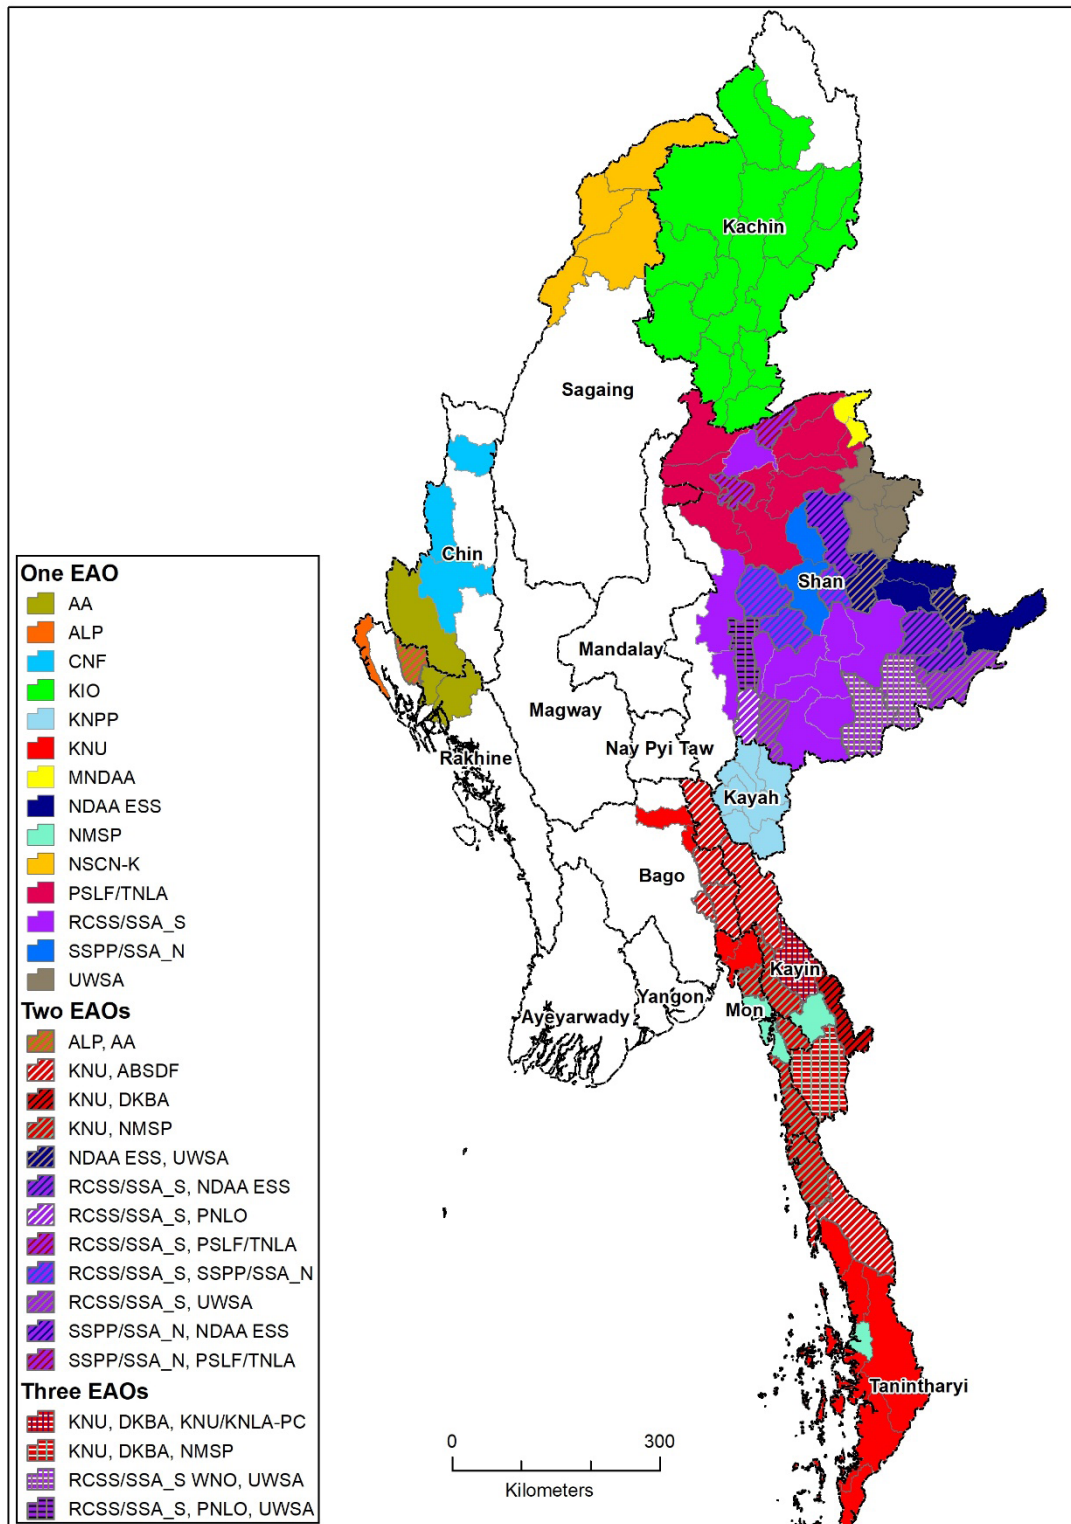 Kachin
Sagaing
Chin
Shan
Mandalay
Magway
Nay Pyi Taw
Rakhine
Kayah
Bago
Kayin
Yangon
Mon
Ayeyarwady
Tanintharyi
One EAO
AA
ALP
CNF
KIO
KNPP
KNU
MNDAA
NDAA ESS
NMSP
NSCN-K
PSLF/TNLA
RCSS/SSA_S
SSPP/SSA_N
UWSA
Two EAOs
ALP, AA
KNU, ABSDF
KNU, DKBA
KNU, NMSP
NDAA ESS, UWSA
RCSS/SSA_S, NDAA ESS
RCSS/SSA_S, PNLO
RCSS/SSA_S, PSLF/TNLA
RCSS/SSA_S, SSPP/SSA_N
RCSS/SSA_S, UWSA
SSPP/SSA_N, NDAA ESS
SSPP/SSA_N, PSLF/TNLA
Three EAOs
KNU, DKBA, KNU/KNLA-PC
KNU, DKBA, NMSP
RCSS/SSA_S WNO, UWSA
RCSS/SSA_S, PNLO, UWSA
0 300
Kilometers